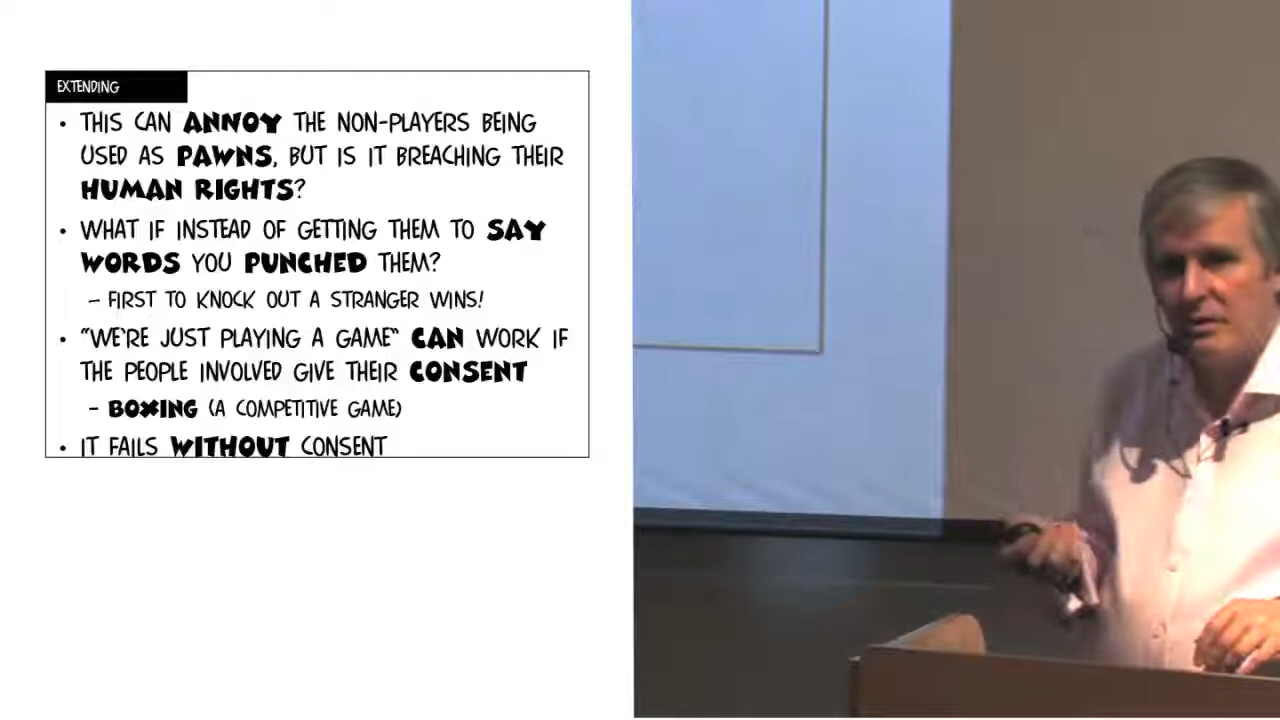 EXTENDING
• THIS CAN ANNOY THE NON-PLAYERS BEING
USED AS PAWNS, BUT IS IT BREACHING THEIR
HUMAN RIGHTS?
• WHAT IF INSTEAD OF GETTING THEM TO SAY
WORDS YOU PUNCHED THEM?
– FIRST TO KNOCK OUT A STRANGER WINS!
• "WE'RE JUST PLAYING A GAME" CAN WORK IF
THE PEOPLE INVOLVED GIVE THEIR CONSENT
– BOXING (A COMPETITIVE GAME)
• IT FAILS WITHOUT CONSENT